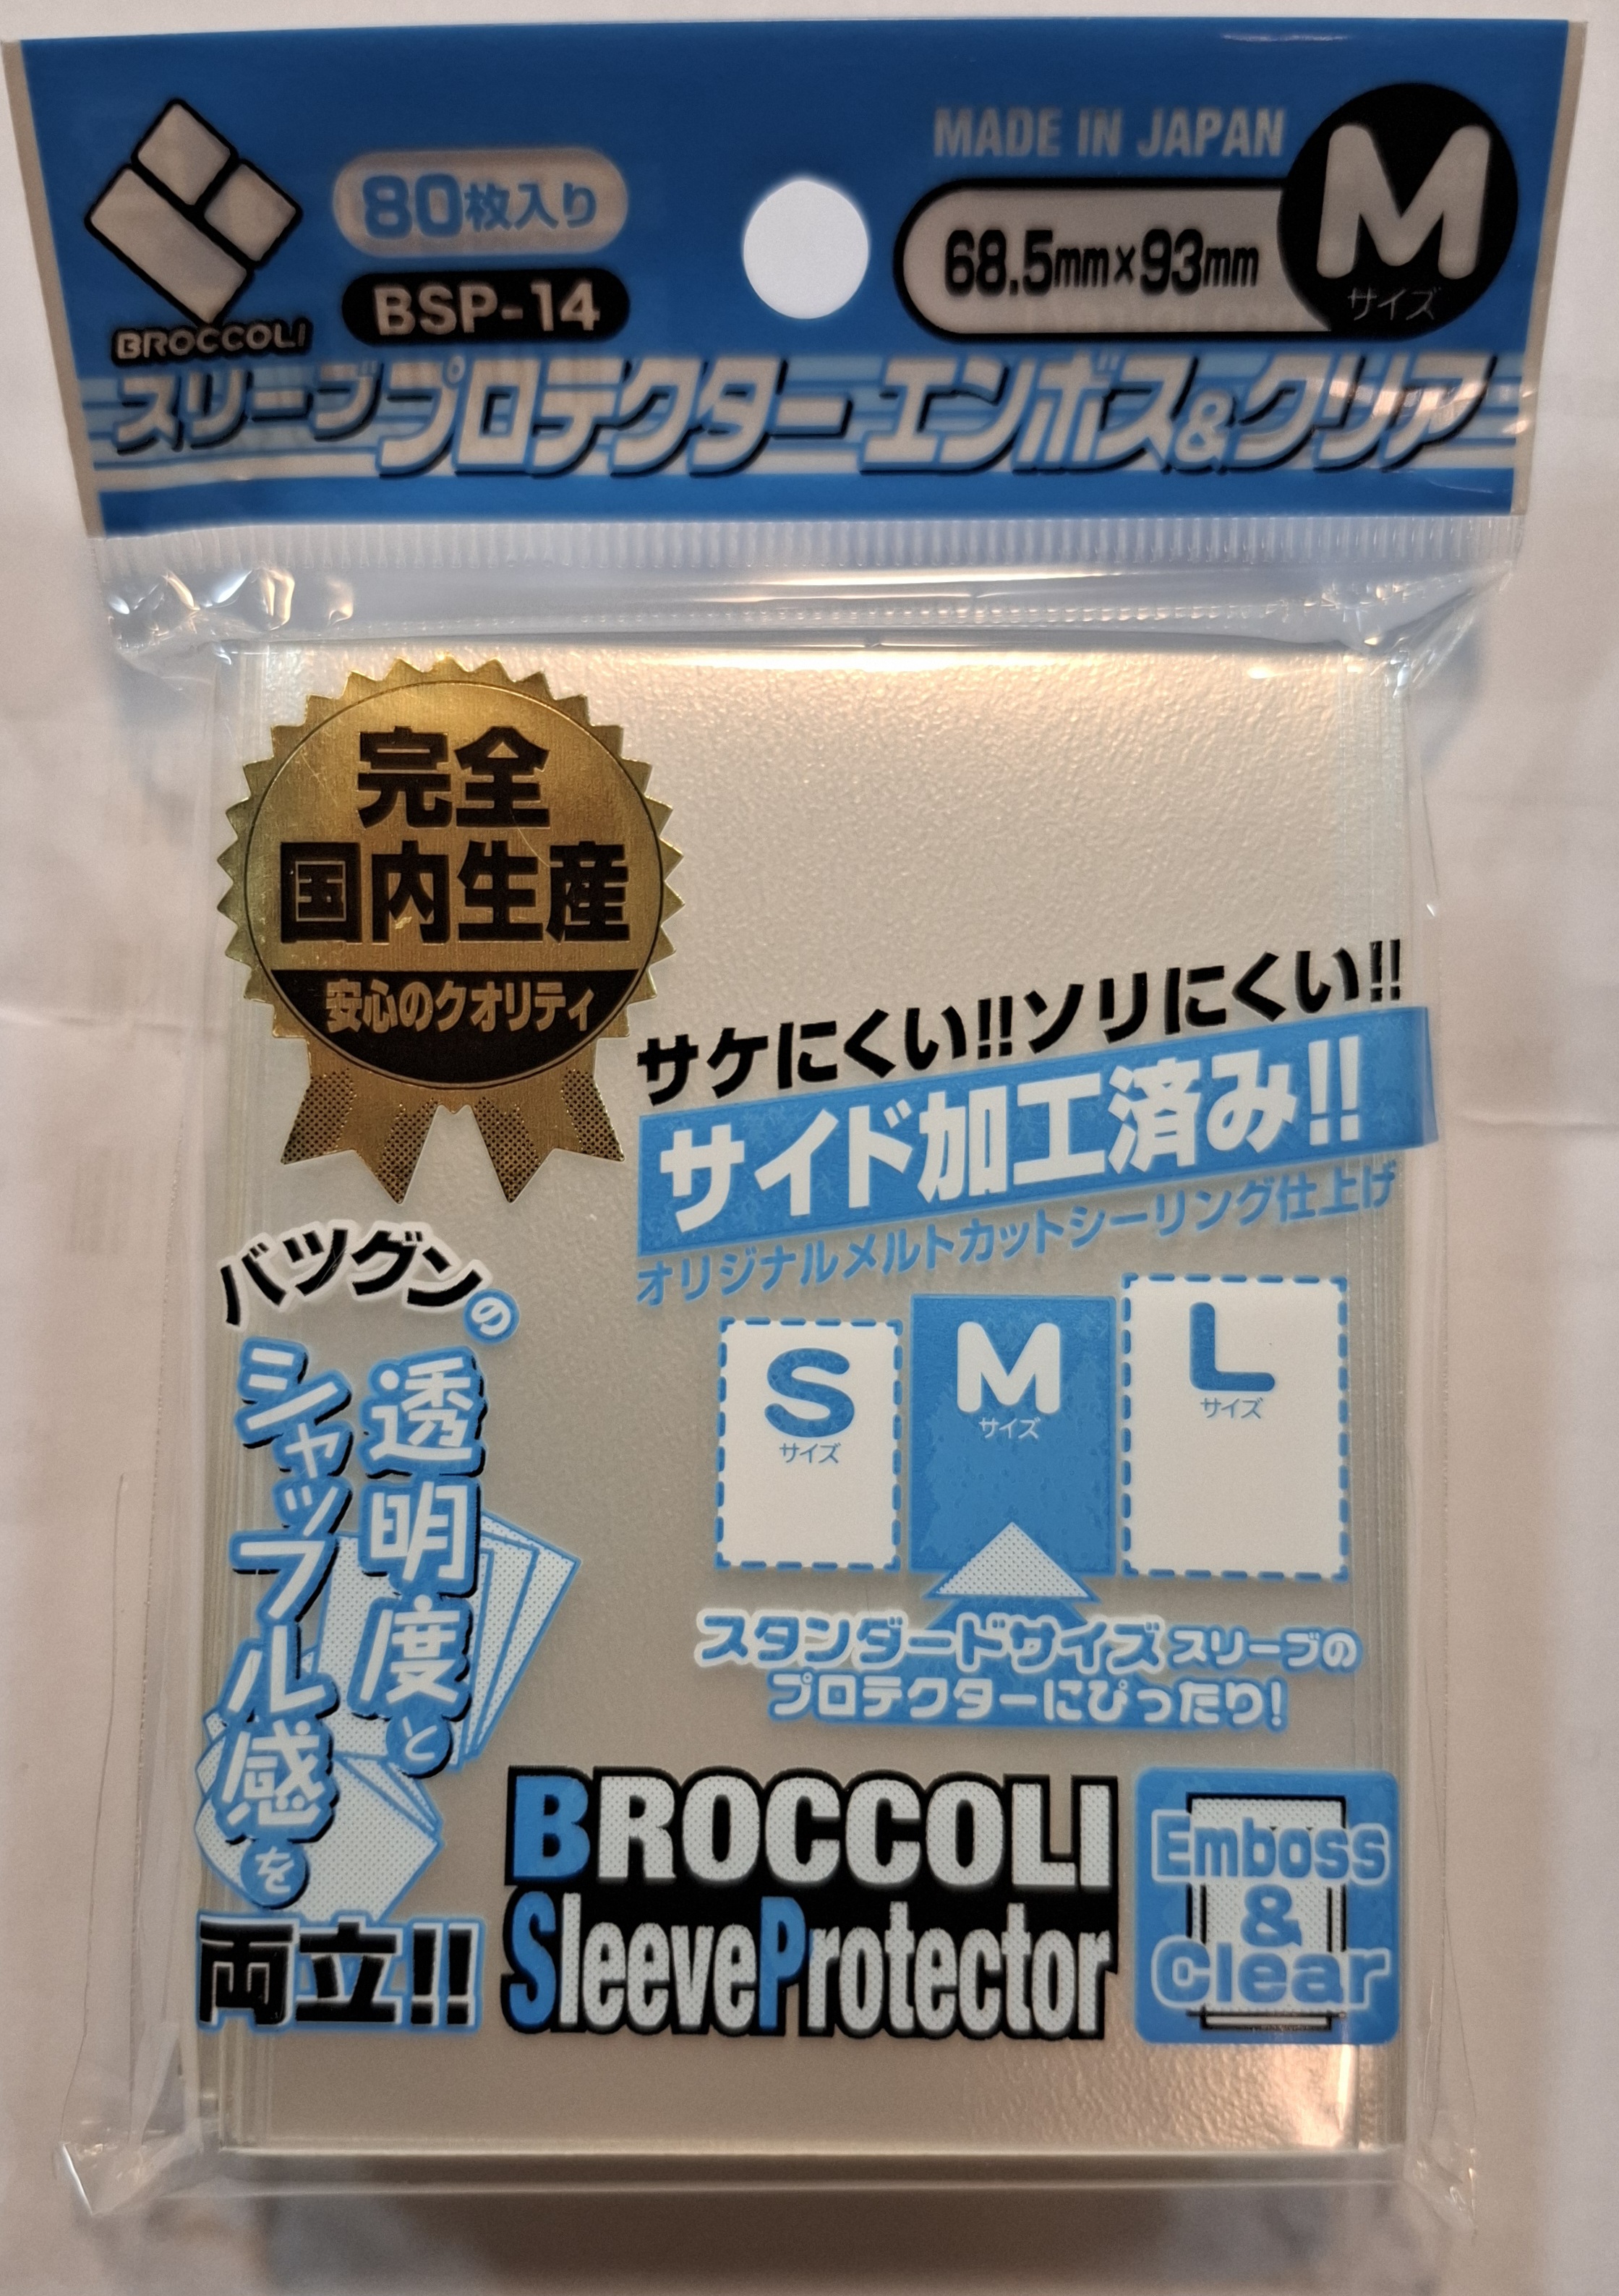 MADE IN JAPAN
80枚入り
BSP-14
BROCCOLI
68.5mm×93mm
M
サイズ
スリーブプロテクター エンボス&クリア
完全
国内生産
安心のクオリティ
サケにくい!!ソリにくい!!
サイド加工済み!!
オリジナルメルトカットシーリング仕上げ
バツグンの
透明度と
シャッフル感を
両立!!
S
サイズ
M
サイズ
L
サイズ
スタンダードサイズスリーブの
プロテクターにぴったり!
BROCCOLI
SleeveProtector
Emboss
&
Clear